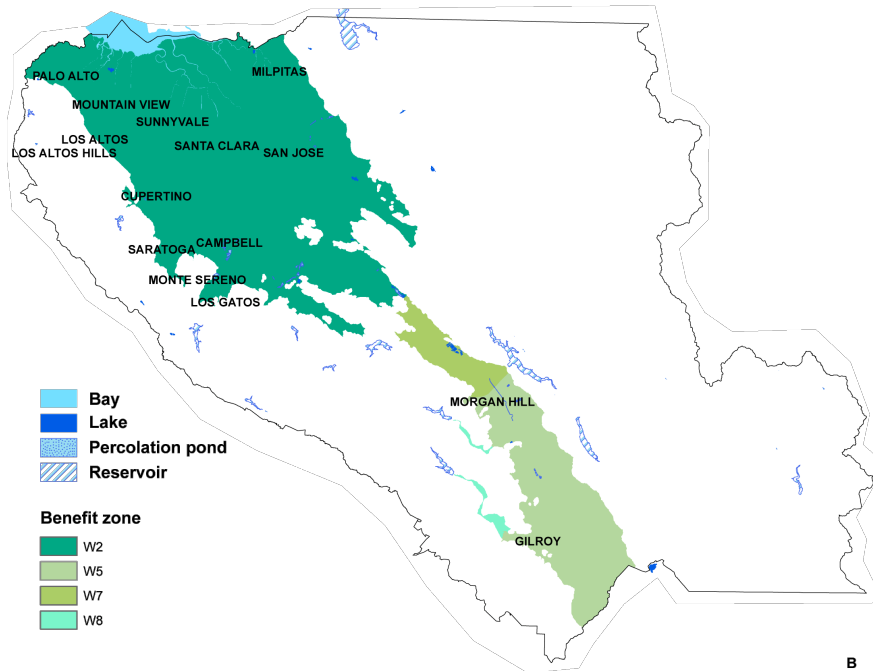 PALO ALTO
MILPITAS
MOUNTAIN VIEW
SUNNYVALE
LOS ALTOS
LOS ALTOS HILLS
SANTA CLARA
SAN JOSE
CUPERTINO
SARATOGA
CAMPBELL
MONTE SERENO
LOS GATOS
MORGAN HILL
GILROY
Bay
Lake
Percolation pond
Reservoir
Benefit zone
W2
W5
W7
W8
B